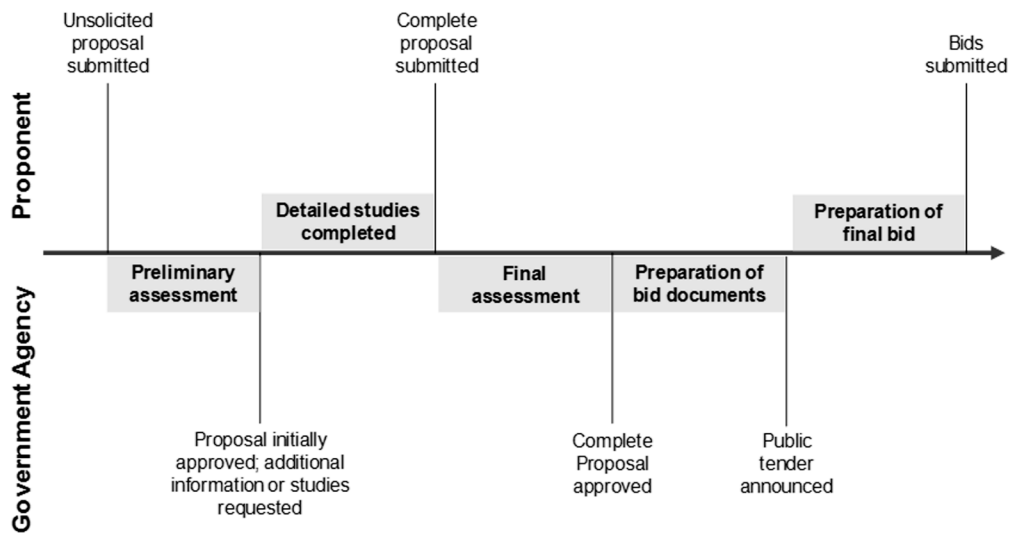 Unsolicited
proposal
submitted
Complete
proposal
submitted
Bids
submitted
Proponent
Detailed studies
completed
Preparation of
final bid
Preliminary
assessment
Final
assessment
Preparation of
bid documents
Government Agency
Proposal initially
approved; additional
information or studies
requested
Complete
Proposal
approved
Public
tender
announced